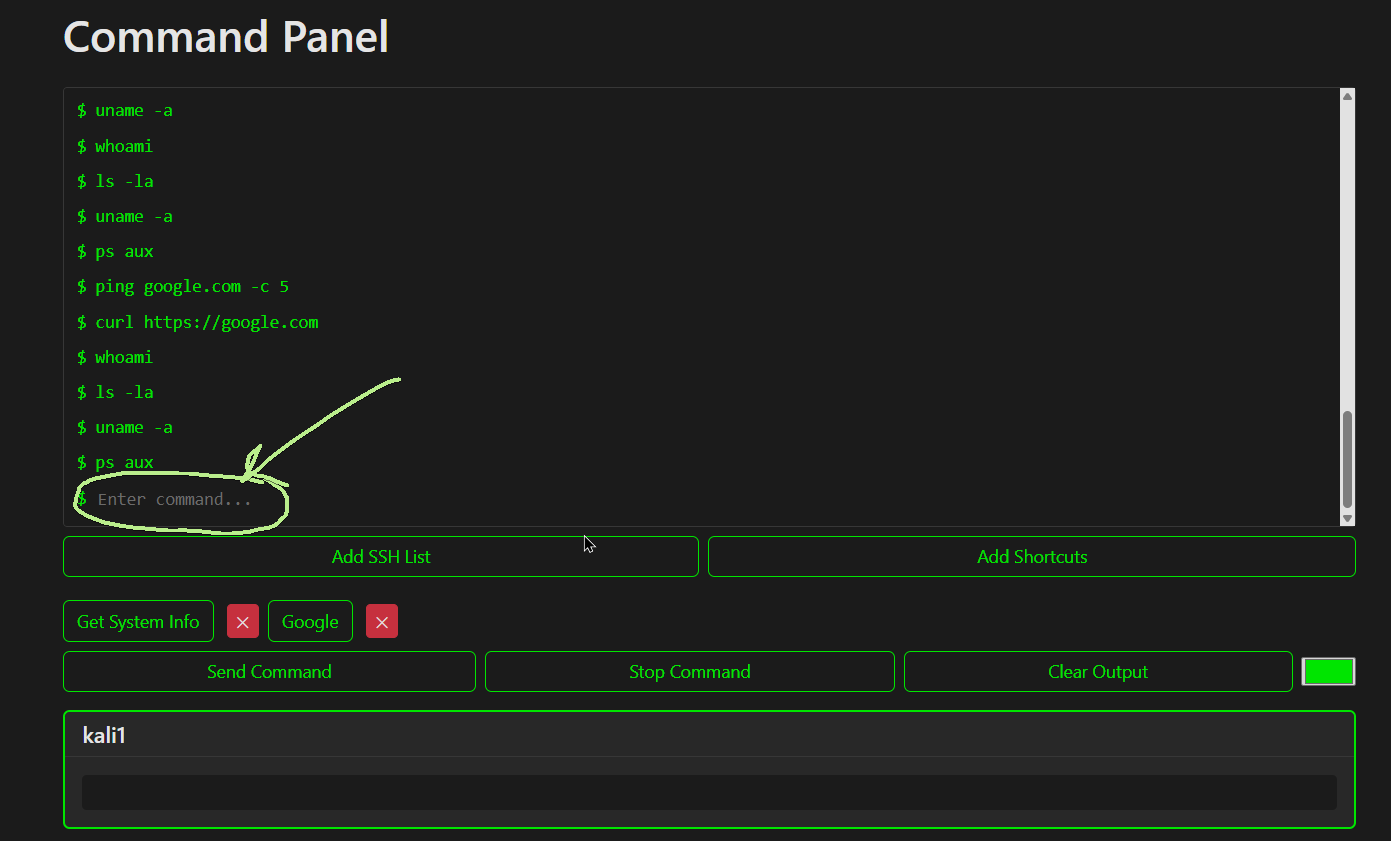 Command Panel
$ uname -a
$ whoami
$ ls -la
$ uname -a
$ ps aux
$ ping google.com -c 5
$ curl https://google.com
$ whoami
$ ls -la
$ uname -a
$ ps aux
$ Enter command...
Add SSH List Add Shortcuts
Get System Info × Google ×
Send Command Stop Command Clear Output
kali1